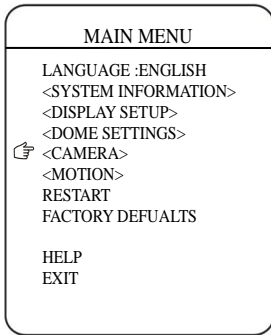 MAIN MENU
LANGUAGE :ENGLISH
<SYSTEM INFORMATION>
<DISPLAY SETUP>
<DOME SETTINGS>
<CAMERA>
<MOTION>
RESTART
FACTORY DEFUALTS
HELP
EXIT